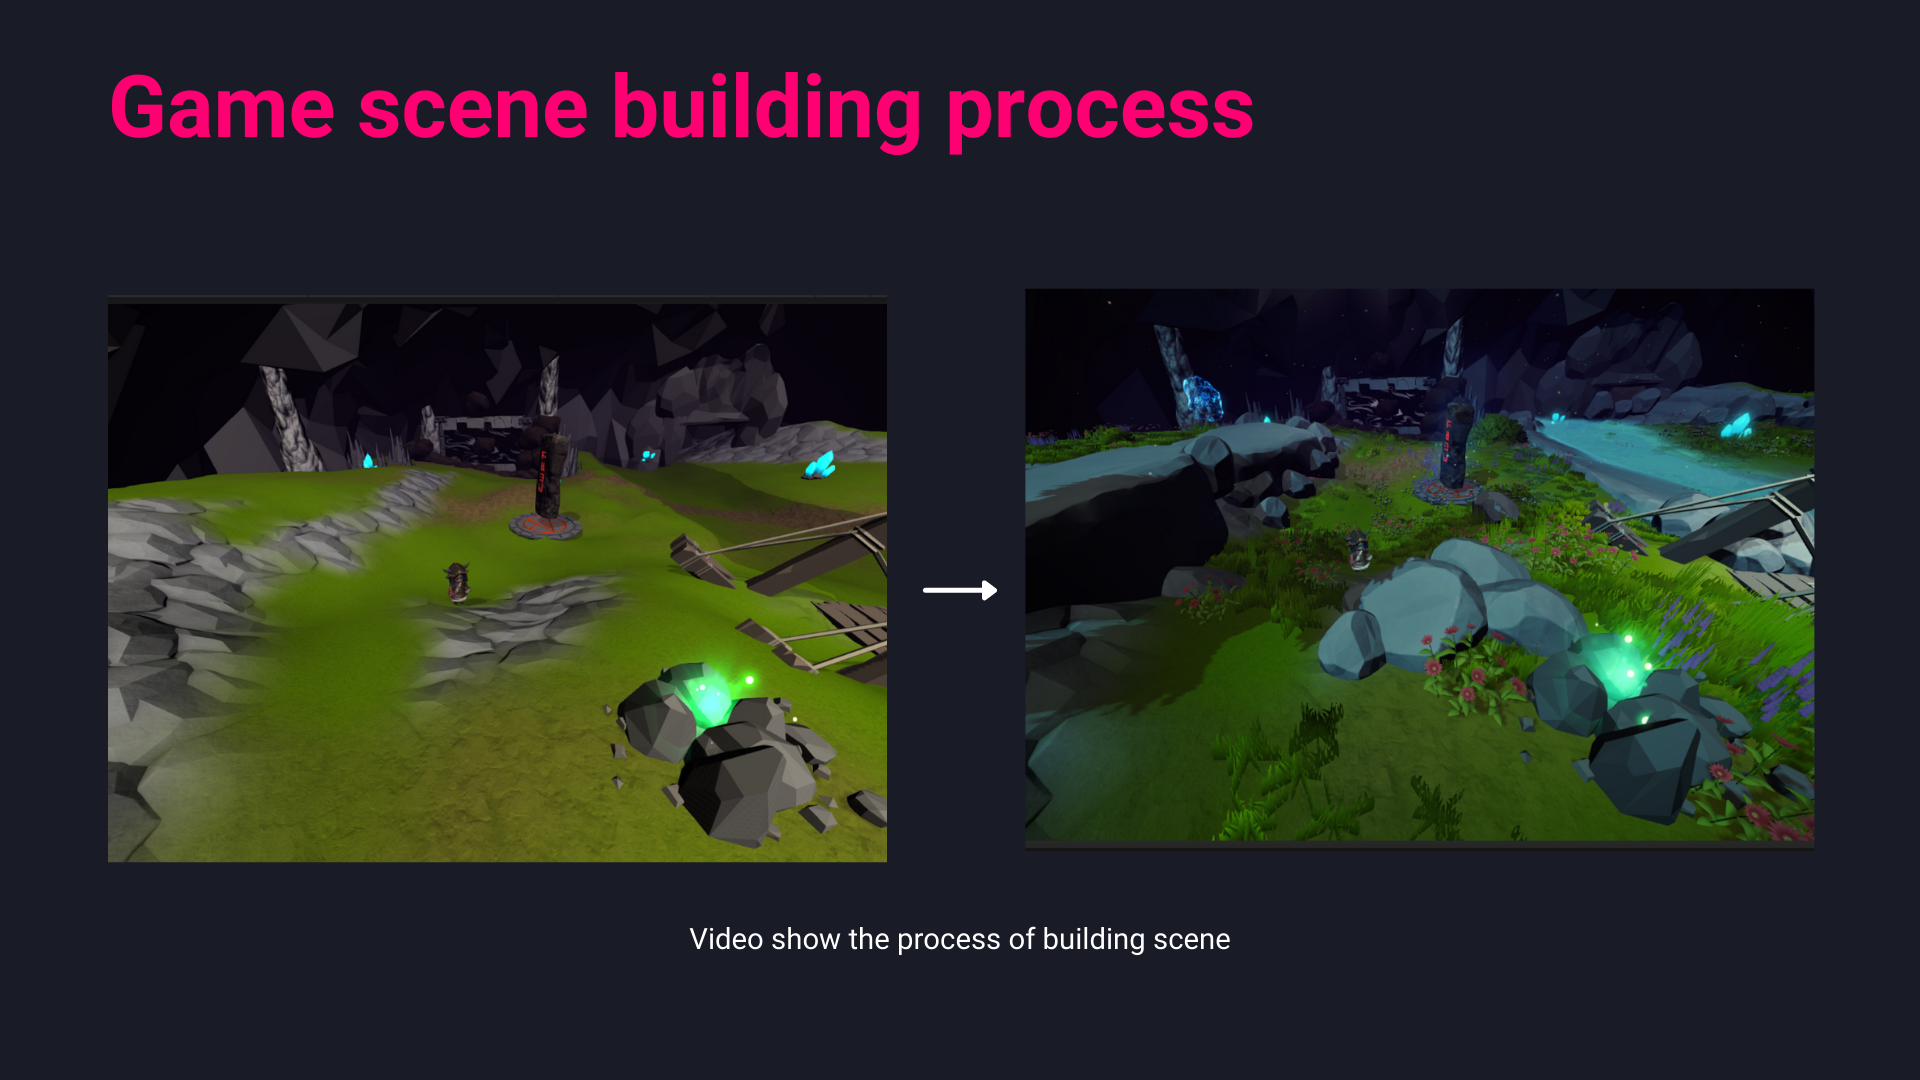 Game scene building process
Video show the process of building scene